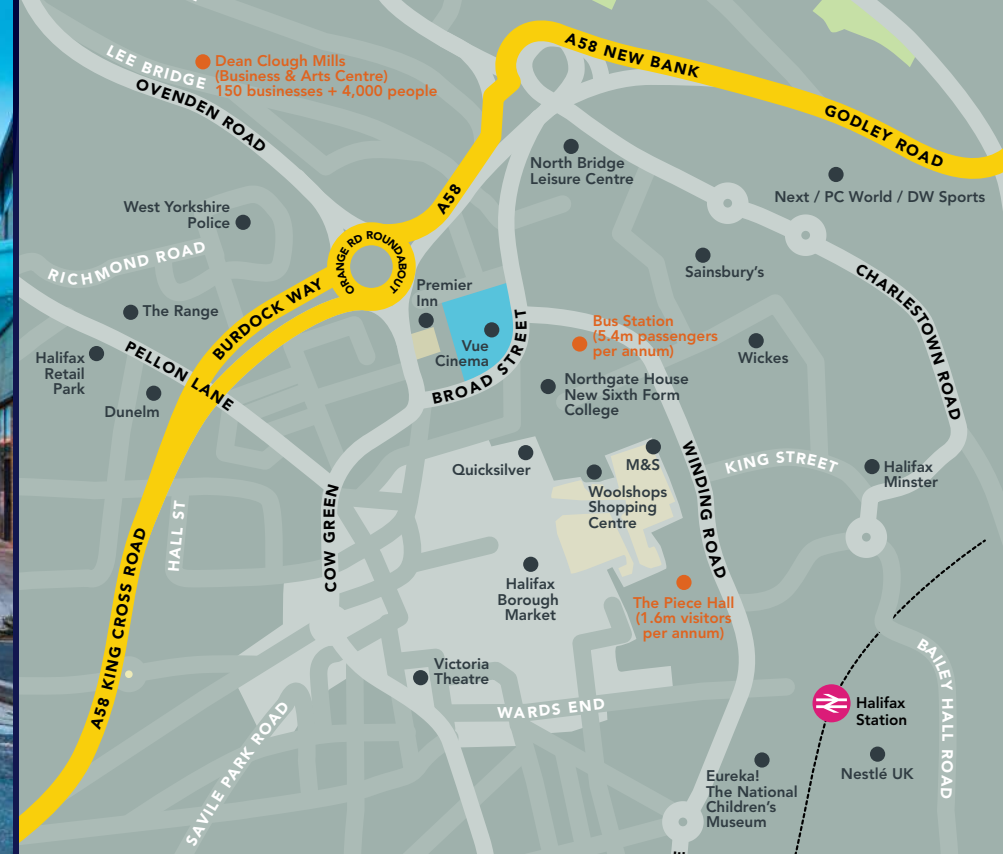 A58 NEW BANK
LEE BRIDGE
Dean Clough Mills
(Business & Arts Centre)
150 businesses + 4,000 people
OVENDEN ROAD
GODLEY ROAD
North Bridge
Leisure Centre
Next / PC World / DW Sports
A58
West Yorkshire
Police
ORANGE RD ROUNDABOUT
RICHMOND ROAD
Sainsbury's
CHARLESTOWN ROAD
Premier
Inn
BURDOCK WAY
The Range
Vue
Cinema
BROAD STREET
Bus Station
(5.4m passengers
per annum)
Wickes
Halifax
Retail
Park
PELLON LANE
Dunelm
Northgate House
New Sixth Form
College
Quicksilver
M&S
WINDING ROAD
KING STREET
Halifax
Minster
Woolshops
Shopping
Centre
HALL ST
COW GREEN
A58 KING CROSS ROAD
Halifax
Borough
Market
The Piece Hall
(1.6m visitors
per annum)
Victoria
Theatre
WARDS END
BAILEY HALL ROAD
Halifax
Station
SAVILE PARK ROAD
Eureka!
The National
Children's
Museum
Nestlé UK